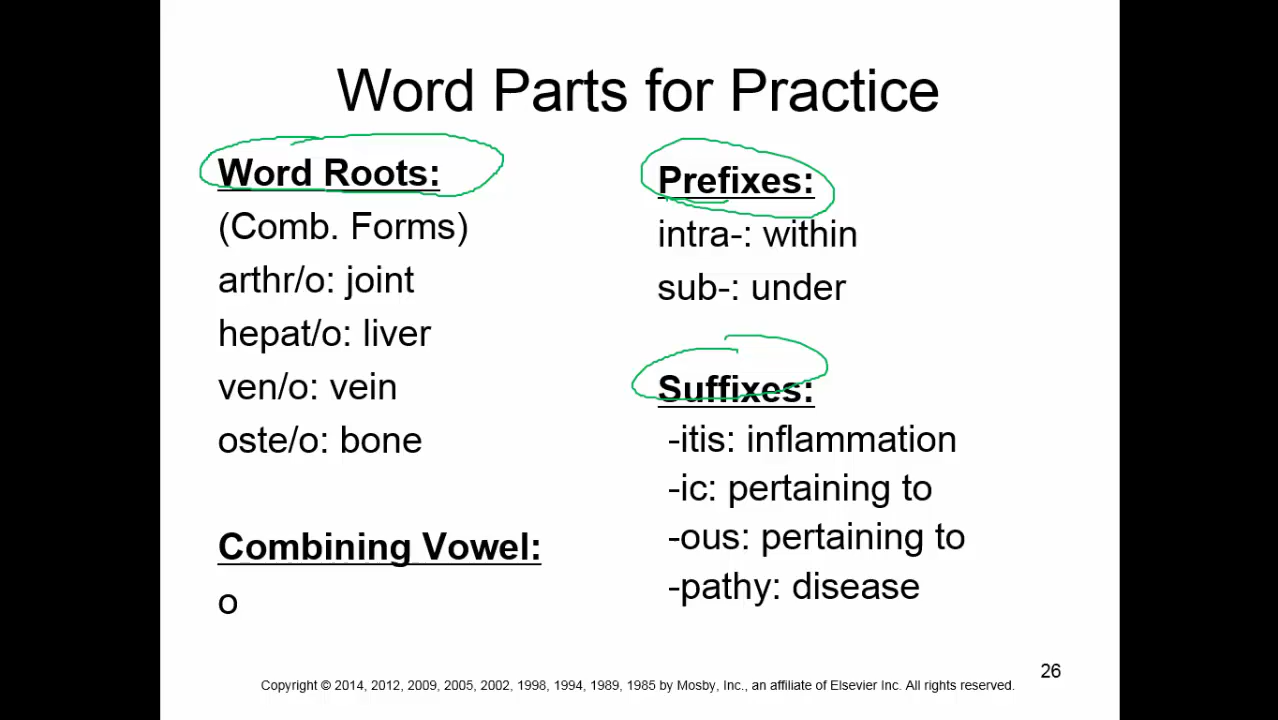 Word Parts for Practice
Word Roots:
(Comb. Forms)
arthr/o: joint
hepat/o: liver
ven/o: vein
oste/o: bone
Combining Vowel:
o
Prefixes:
intra-: within
sub-: under
Suffixes:
-itis: inflammation
-ic: pertaining to
-ous: pertaining to
-pathy: disease
26
Copyright © 2014, 2012, 2009, 2005, 2002, 1998, 1994, 1989, 1985 by Mosby, Inc., an affiliate of Elsevier Inc. All rights reserved.